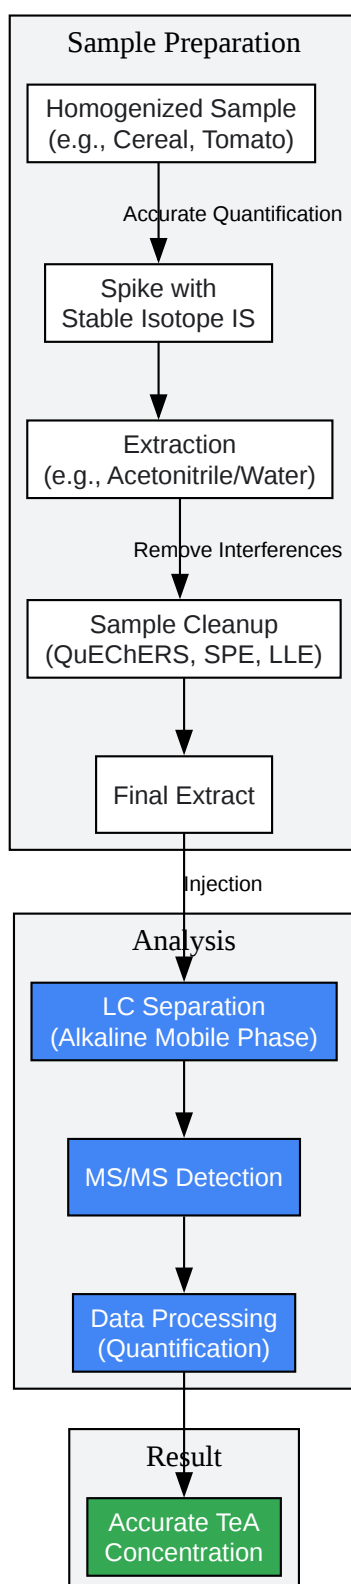 Sample Preparation
Homogenized Sample
(e.g., Cereal, Tomato)
Accurate Quantification
Spike with
Stable Isotope IS
Extraction
(e.g., Acetonitrile/Water)
Remove Interferences
Sample Cleanup
(QuEChERS, SPE, LLE)
Final Extract
Injection
Analysis
LC Separation
(Alkaline Mobile Phase)
MS/MS Detection
Data Processing
(Quantification)
Result
Accurate TeA
Concentration